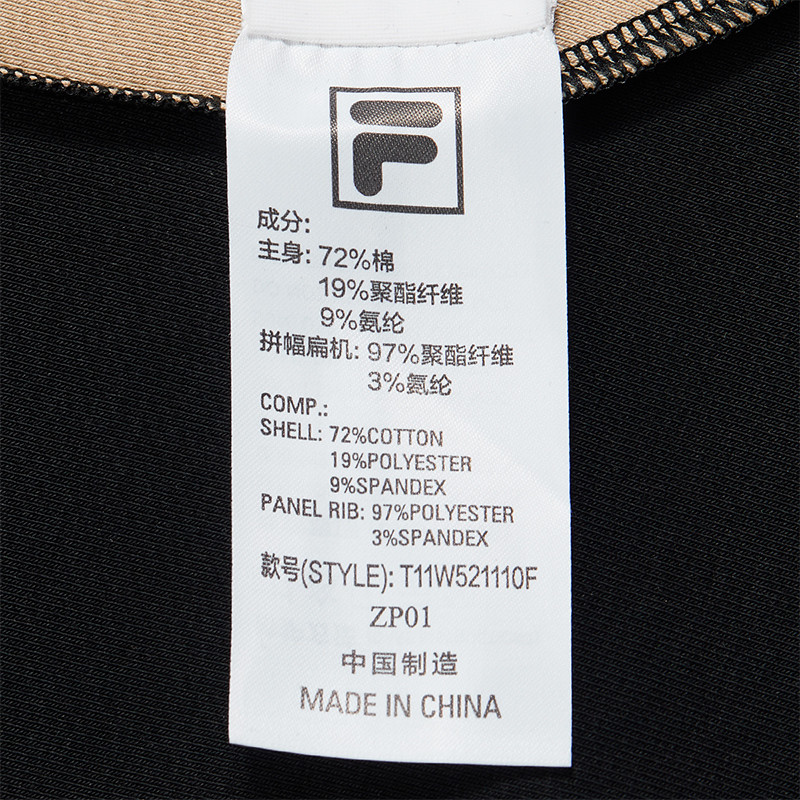 成分:
主身: 72%棉
19%聚酯纤维
9%氨纶
拼幅扁机: 97%聚酯纤维
3%氨纶
COMP.:
SHELL: 72%COTTON
19%POLYESTER
9%SPANDEX
PANEL RIB: 97%POLYESTER
3%SPANDEX
款号(STYLE): T11W521110F
ZP01
中国制造
MADE IN CHINA